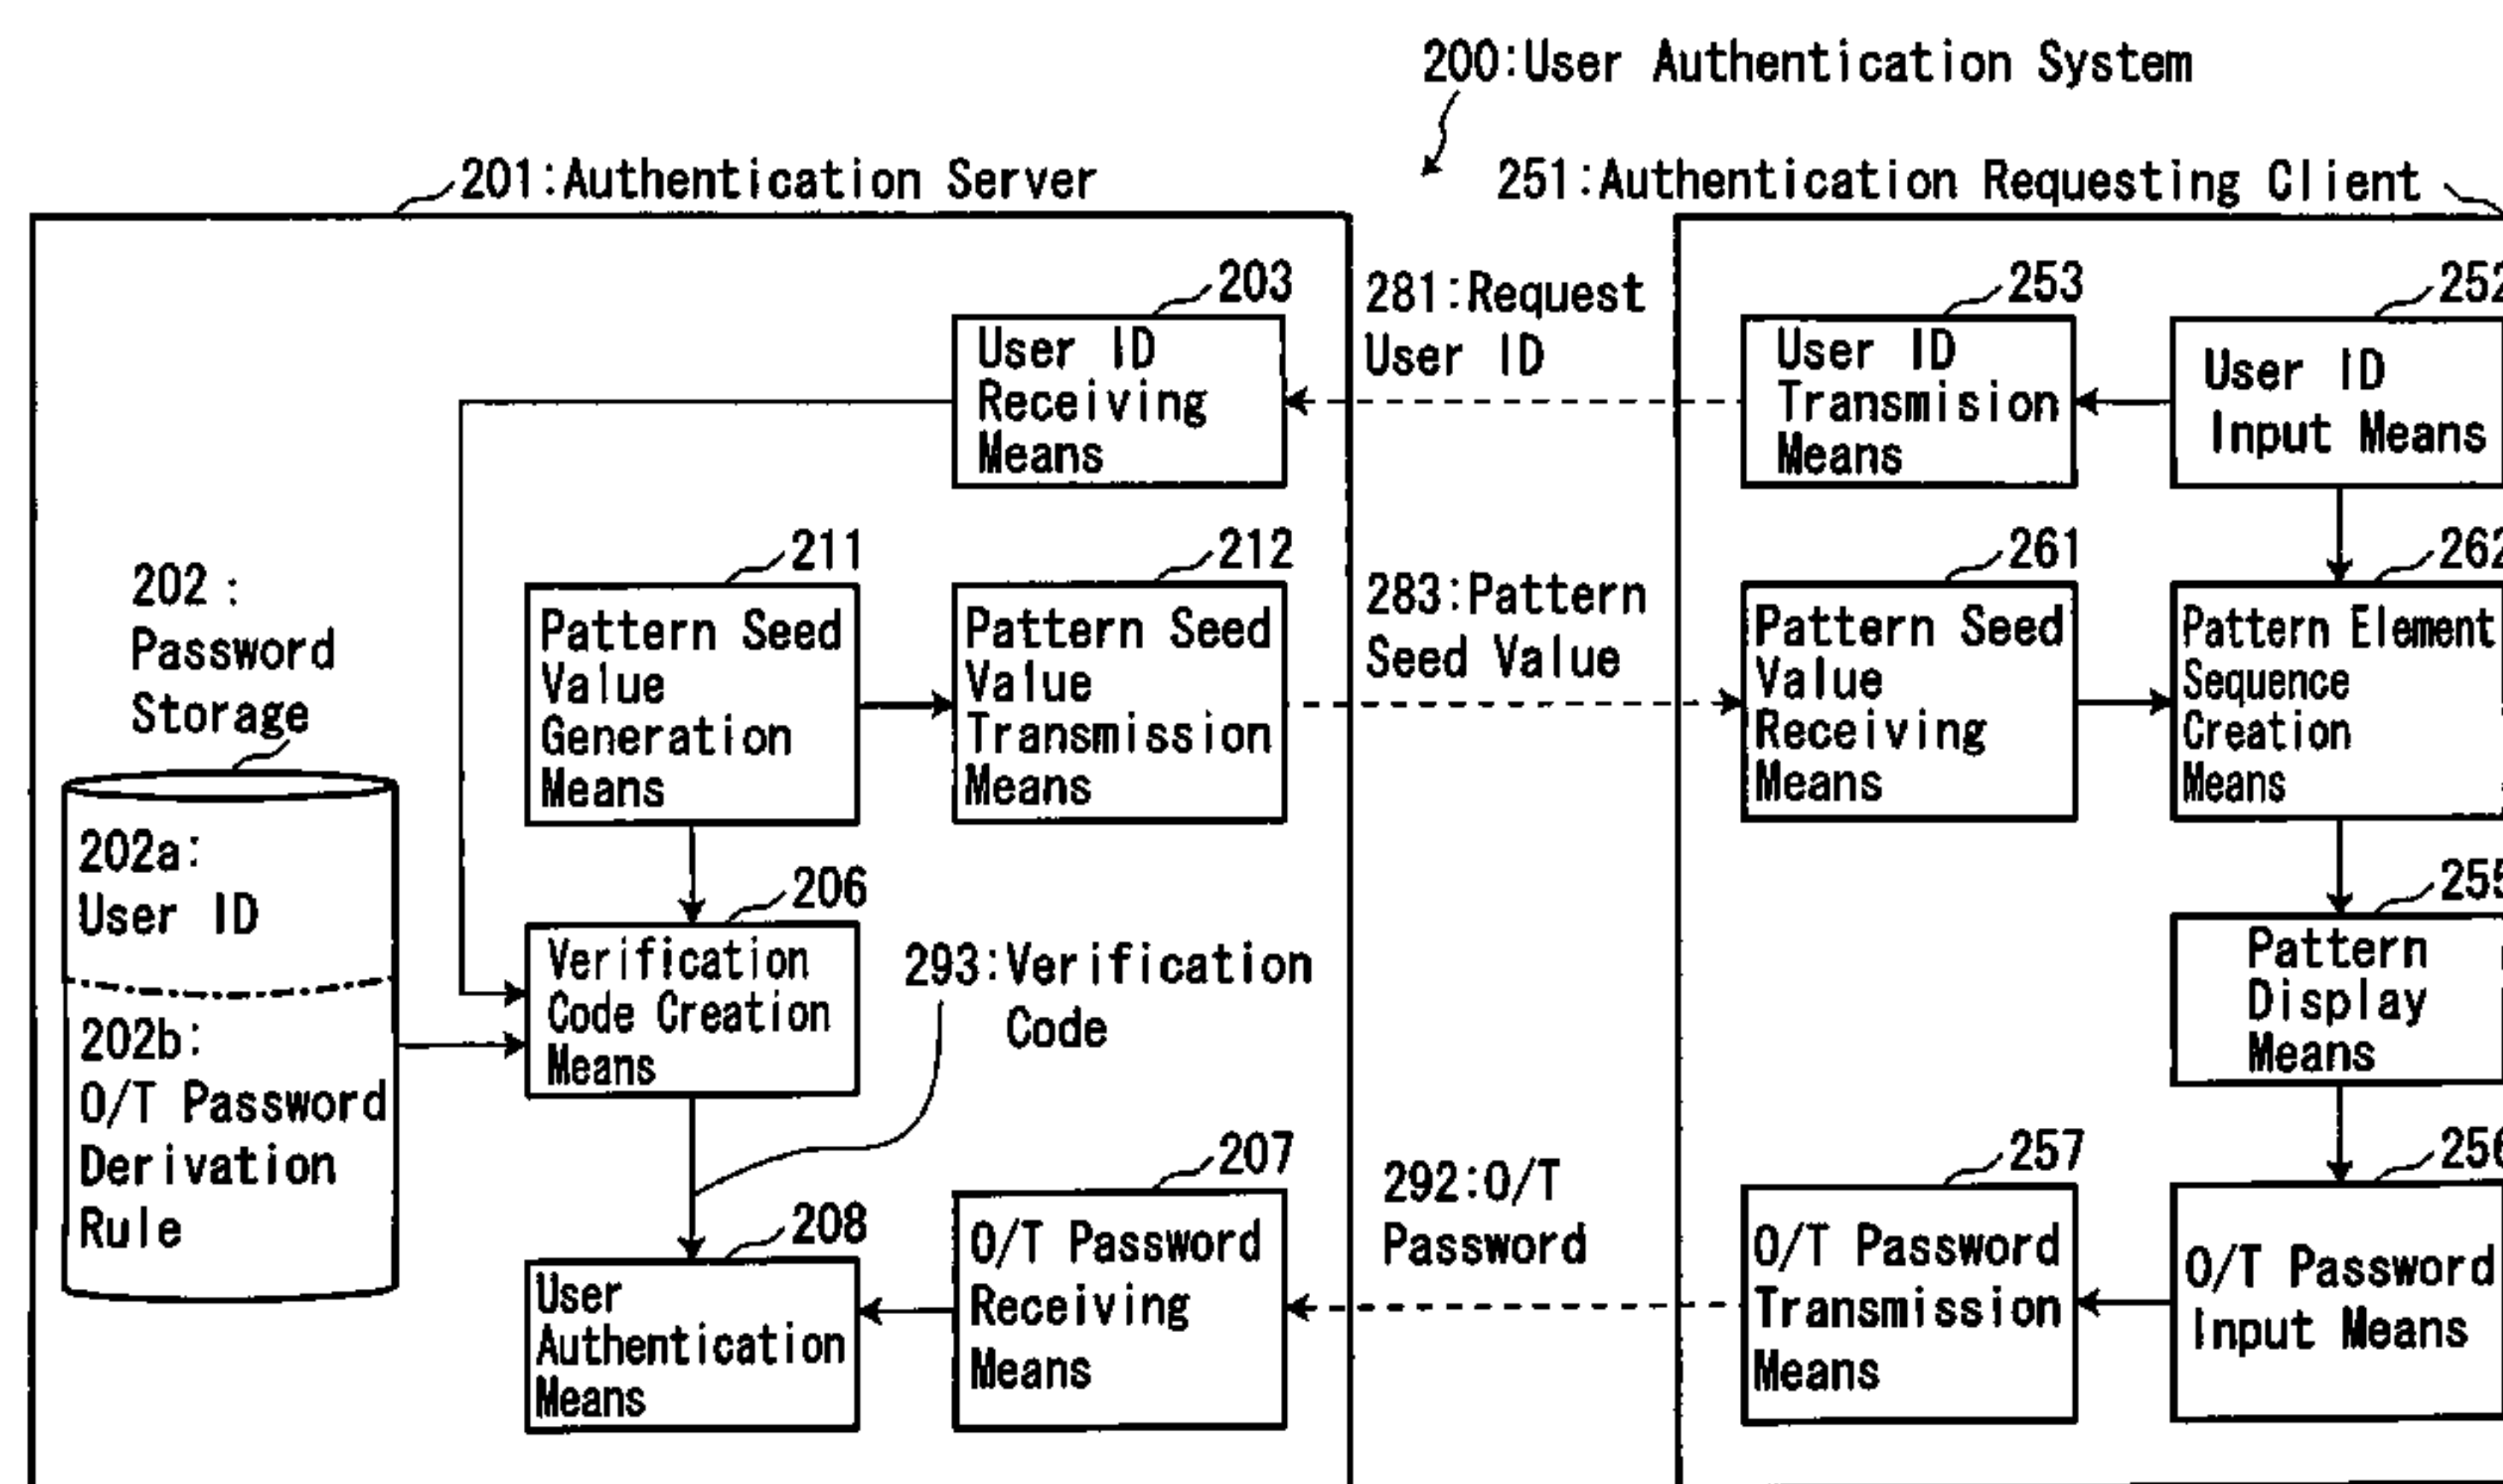 200:User Authentication System
201:Authentication Server
251:Authentication Requesting Client
203
User ID
Receiving
Means
281:Request
User ID
253
User ID
Transmision
Means
252
User ID
Input Means
202:
Password
Storage
202a:
User ID
202b:
O/T Password
Derivation
Rule
211
Pattern Seed
Value
Generation
Means
212
Pattern Seed
Value
Transmission
Means
283:Pattern
Seed Value
261
Pattern Seed
Value
Receiving
Means
262
Pattern Element
Sequence
Creation
Means
206
Verification
Code Creation
Means
293:Verification
Code
255
Pattern
Display
Means
208
User
Authentication
Means
207
O/T Password
Receiving
Means
292:O/T
Password
257
O/T Password
Transmission
Means
256
O/T Password
Input Means